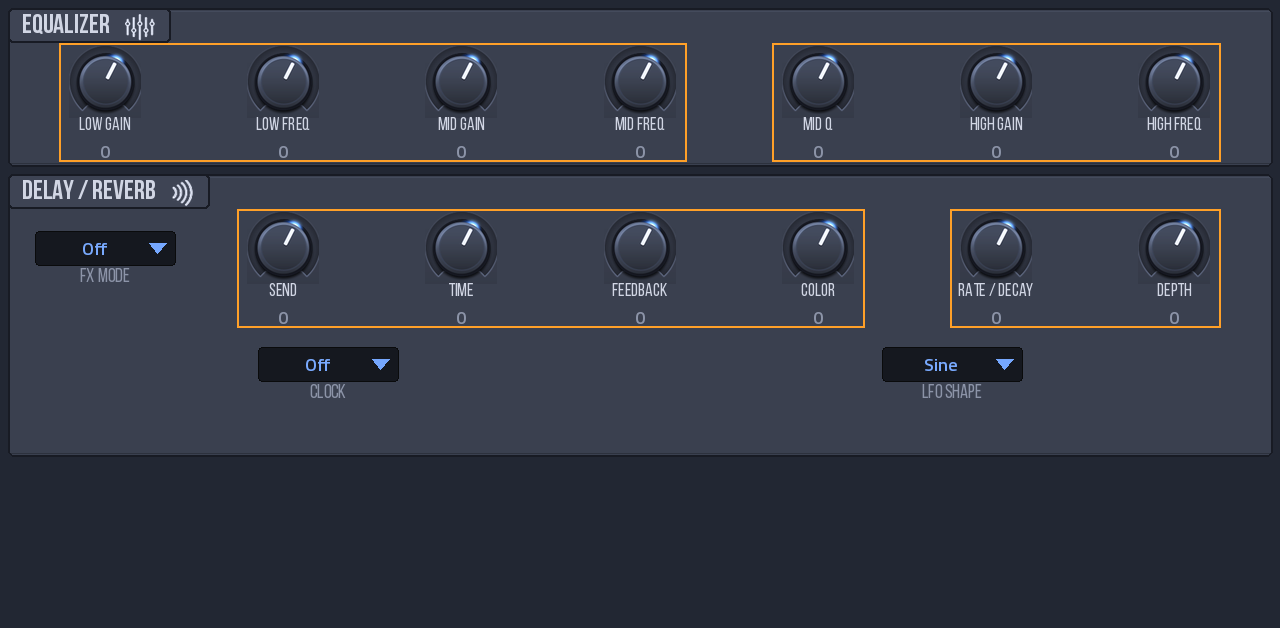 EQUALIZER
LOW GAIN LOW FREQ MID GAIN MID FREQ MID Q HIGH GAIN HIGH FREQ
0 0 0 0 0 0 0
DELAY / REVERB
Off
FX MODE
SEND TIME FEEDBACK COLOR RATE / DECAY DEPTH
0 0 0 0 0 0
Off Sine
CLOCK LFO SHAPE